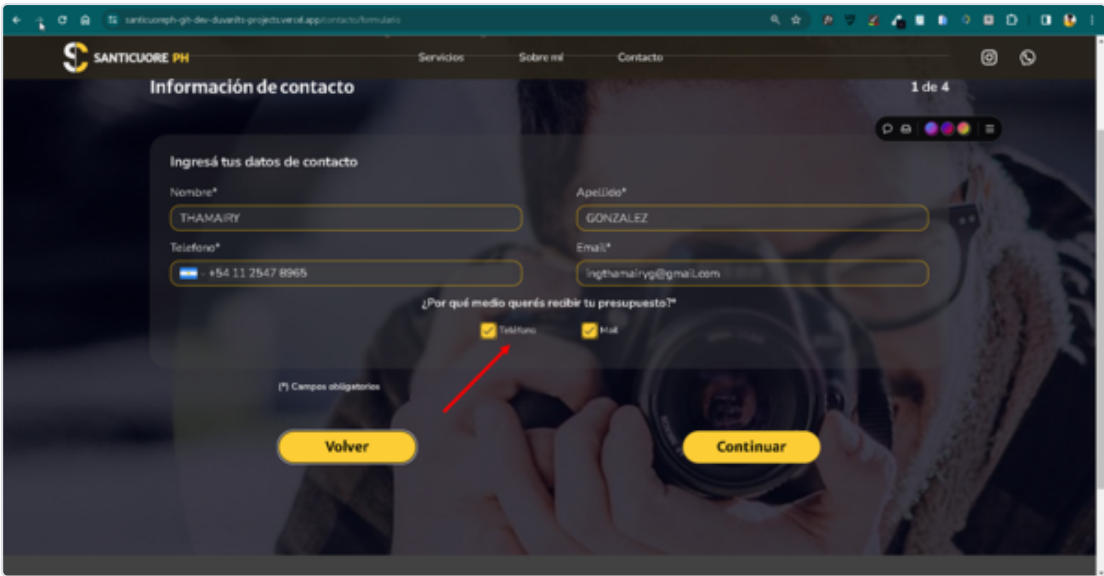 santicuoreph-git-dev-duvanits-projects.vercel.app/contacto/formulario
SANTICUORE PH
Servicios
Sobre mí
Contacto
Información de contacto
1 de 4
Ingresá tus datos de contacto
Nombre*
Apellido*
THAMAIRY
GONZALEZ
Telefono*
Email*
+54 11 2547 8965
ingthamairyg@gmail.com
¿Por qué medio querés recibir tu presupuesto?*
Teléfono
Mail
(*) Campos obligatorios
Volver
Continuar